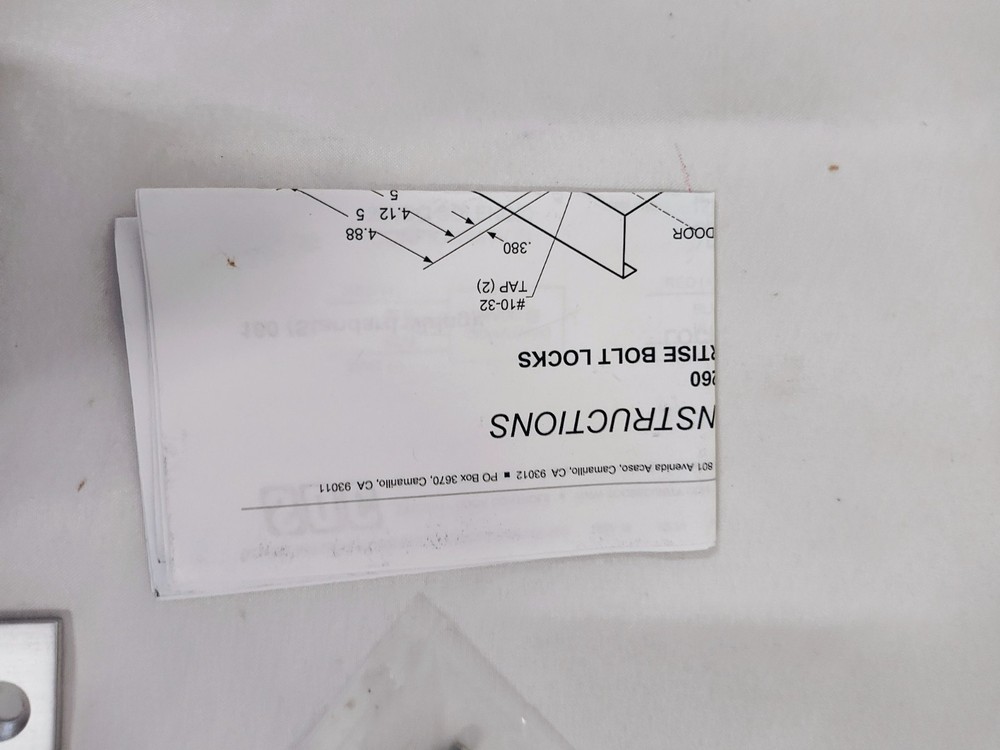 801 Avenida Acaso, Camarillo, CA 93012 ■ PO Box 3670, Camarillo, CA 93011
NSTRUCTIONS
260
RTISE BOLT LOCKS
#10-32
TAP (2)
.380
4.88
4.12
5
5
DOOR